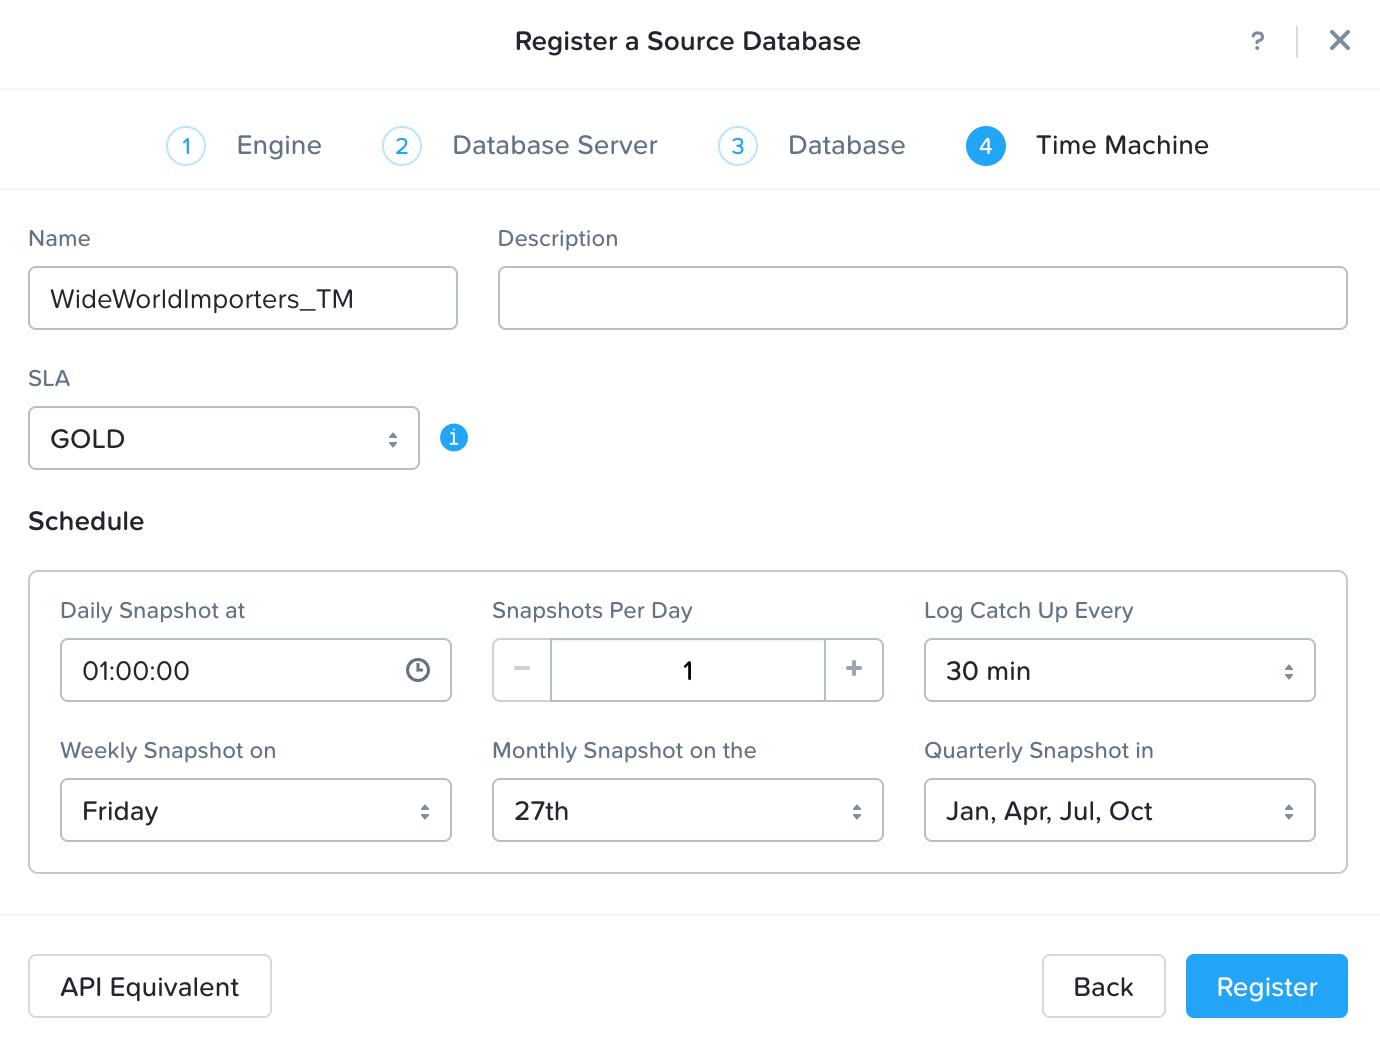 Register a Source Database ?
1 Engine 2 Database Server 3 Database 4 Time Machine
Name Description
WideWorldImporters_TM
SLA
GOLD i
Schedule
Daily Snapshot at Snapshots Per Day Log Catch Up Every
01:00:00 1 30 min
Weekly Snapshot on Monthly Snapshot on the Quarterly Snapshot in
Friday 27th Jan, Apr, Jul, Oct
API Equivalent Back Register